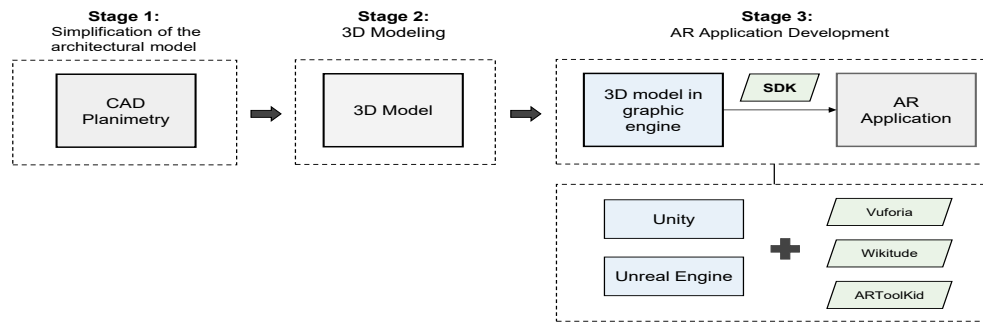 Stage 1:
Simplification of the
architectural model
CAD
Planimetry
Stage 2:
3D Modeling
3D Model
Stage 3:
AR Application Development
3D model in
graphic
engine
SDK
AR
Application
Unity
Unreal Engine
Vuforia
Wikitude
ARToolKid